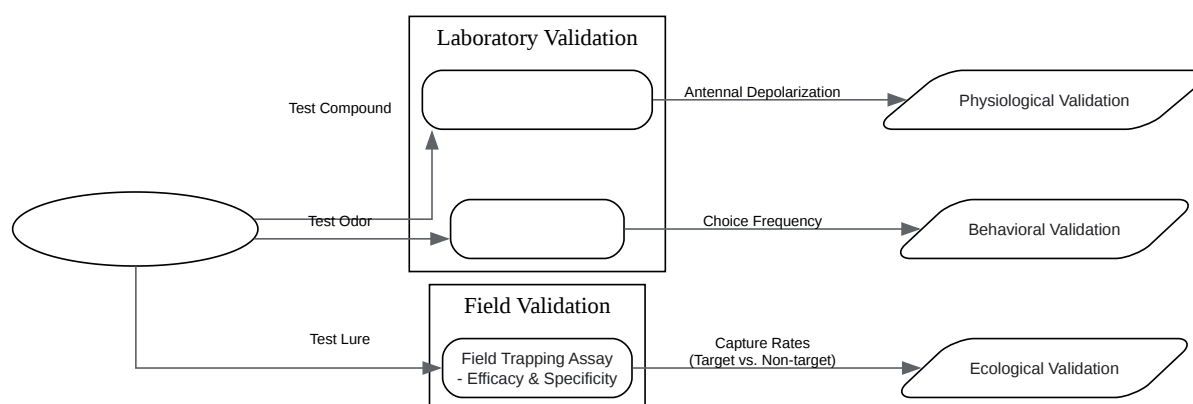 Laboratory Validation
Test Compound
Antennal Depolarization
Physiological Validation
Test Odor
Choice Frequency
Behavioral Validation
Field Validation
Test Lure
Field Trapping Assay
- Efficacy & Specificity
Capture Rates
(Target vs. Non-target)
Ecological Validation